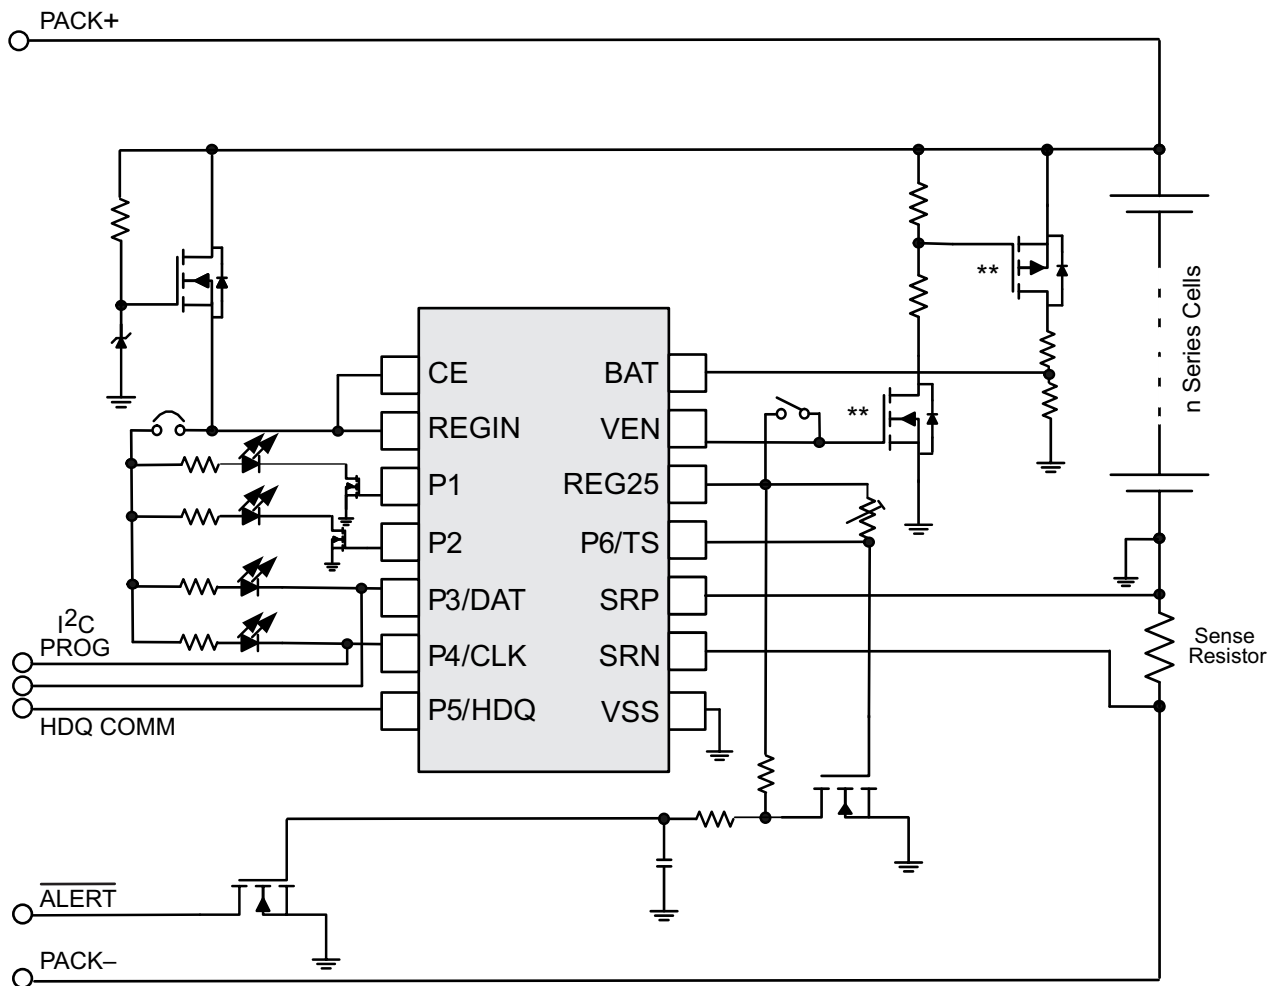 PACK+
n Series Cells
**
**
CE
REGIN
P1
P2
P3/DAT
P4/CLK
P5/HDQ
BAT
VEN
REG25
P6/TS
SRP
SRN
VSS
I2C
PROG
HDQ COMM
Sense
Resistor
ALERT
PACK–